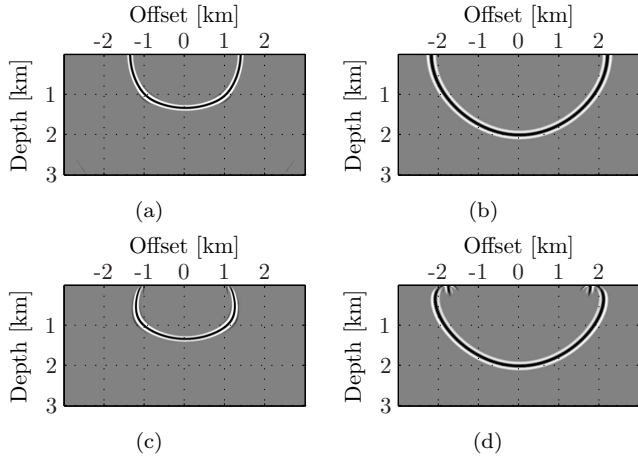 Offset [km]
-2 -1 0 1 2
Depth [km]
1
2
3
(a)
Offset [km]
-2 -1 0 1 2
Depth [km]
1
2
3
(b)
Offset [km]
-2 -1 0 1 2
Depth [km]
1
2
3
(c)
Offset [km]
-2 -1 0 1 2
Depth [km]
1
2
3
(d)